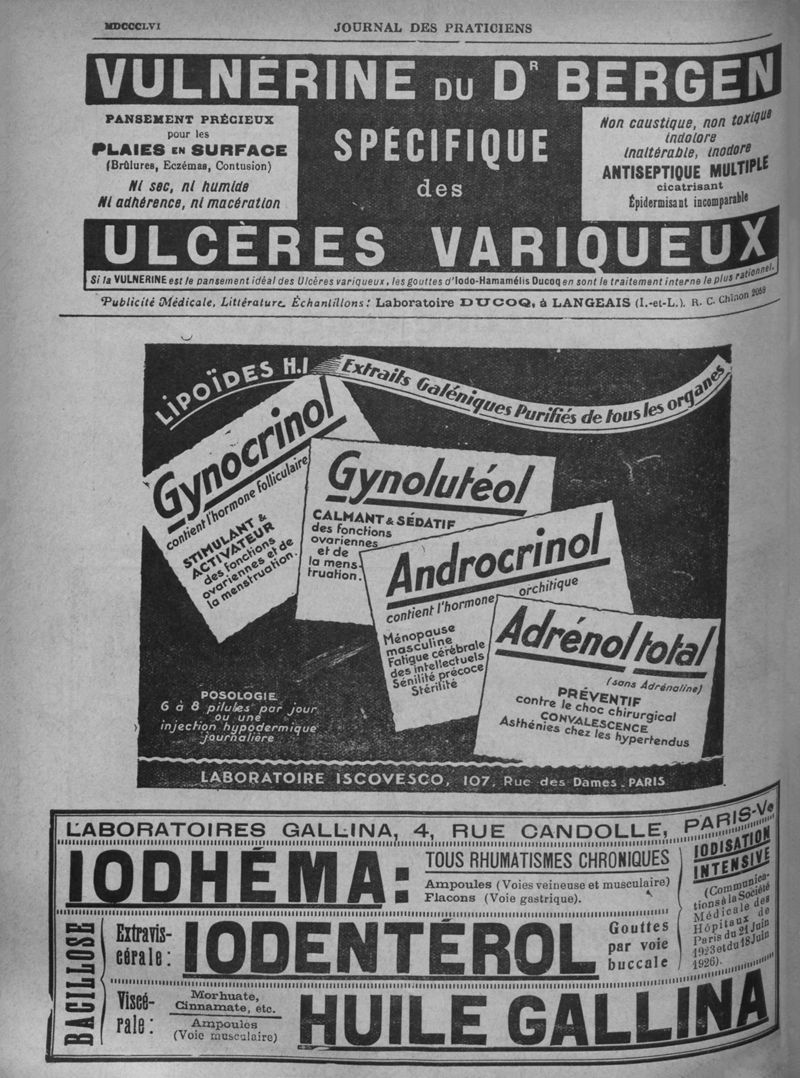 MDCCCLVI
JOURNAL DES PRATICIENS
VULNÉRINE DU Dʳ BERGEN
PANSEMENT PRÉCIEUX
pour les
PLAIES EN SURFACE
(Brûlures, Eczémas, Contusion)
Ni sec, ni humide
Ni adhérence, ni macération
SPÉCIFIQUE
des
Non caustique, non toxique
indolore
Inaltérable, inodore
ANTISEPTIQUE MULTIPLE
cicatrisant
Épidermisant incomparable
ULCÈRES VARIQUEUX
Si la VULNERINE est le pansement idéal des Ulcères variqueux, les gouttes d'Iodo-Hamamélis Ducoq en sont le traitement interne le plus rationnel.
Publicité Médicale, Littérature, Échantillons : Laboratoire DUCOQ, à LANGEAIS (I.-et-L.). R. C. Chinon 2059
LIPOÏDES H.I
Extraits Galéniques Purifiés de tous les organes
Gynocrinol
contient l'hormone folliculaire
STIMULANT &
ACTIVATEUR
des fonctions
ovariennes et de
la menstruation.
Gynolutéol
CALMANT & SÉDATIF
des fonctions
ovariennes
et de
la mens-
truation.
Androcrinol
contient l'hormone orchitique
Ménopause
masculine
Fatigue cérébrale
des intellectuels
Sénilité précoce
Stérilité
Adrénol total
(sans Adrénaline)
PRÉVENTIF
contre le choc chirurgical
CONVALESCENCE
Asthénies chez les hypertendus
POSOLOGIE
6 à 8 pilules par jour
ou une
injection hypodermique
journalière
LABORATOIRE ISCOVESCO, 107, Rue des Dames. PARIS
LABORATOIRES GALLINA, 4, RUE CANDOLLE, PARIS-Ve
IODHÉMA:
TOUS RHUMATISMES CHRONIQUES
Ampoules (Voies veineuse et musculaire)
Flacons (Voie gastrique).
IODISATION
INTENSIVE
(Communica-
tions à la Société
Médicale des
Hôpitaux de
Paris du 21 Juin
1923 et du 18 Juin
1926).
BACILLOSE
Extravis-
cérale:
IODENTÉROL
Gouttes
par voie
buccale
Viscé-
rale:
Morhuate,
Cinnamate, etc.
Ampoules
(Voie musculaire)
HUILE GALLINA